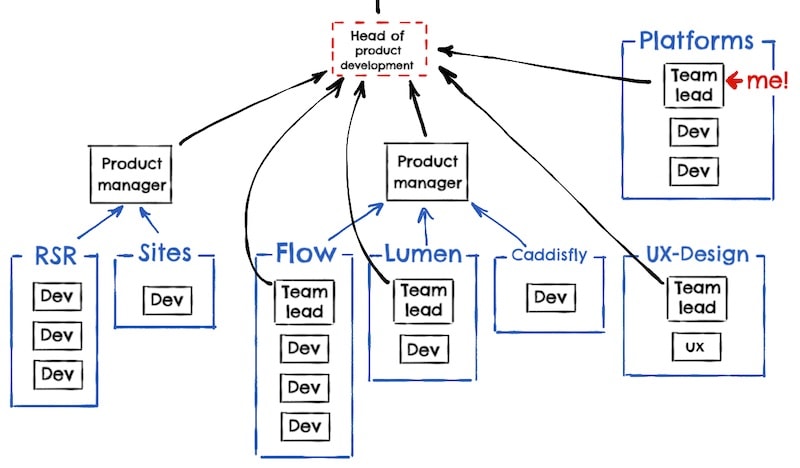 Head of
product
development
Platforms
Team
lead
me!
Dev
Dev
Product
manager
Product
manager
RSR
Dev
Dev
Dev
Sites
Dev
Flow
Team
lead
Dev
Dev
Dev
Lumen
Team
lead
Dev
Caddisfly
Dev
UX-Design
Team
lead
UX